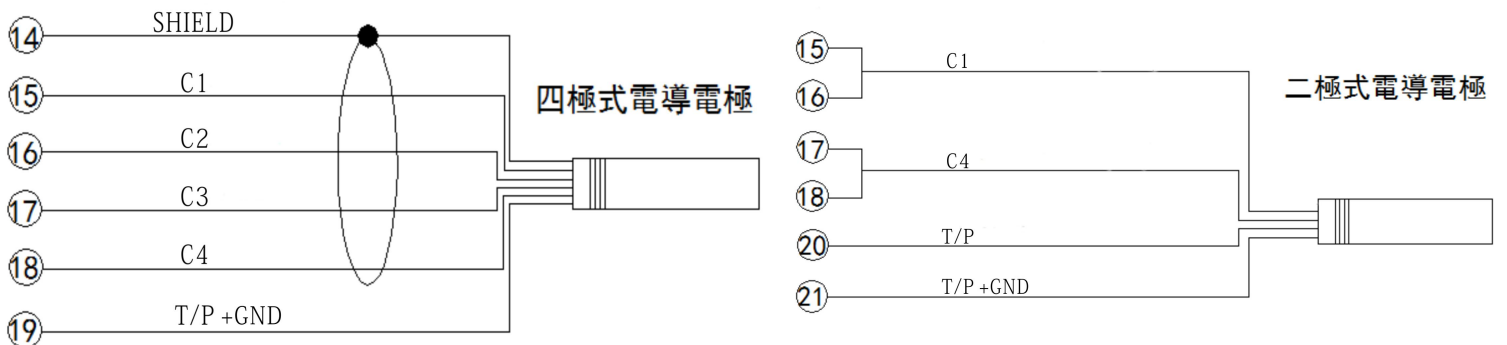 14 SHIELD
15 C1
四極式電導電極
16 C2
17 C3
18 C4
19 T/P +GND
15
C1
二極式電導電極
16
17
C4
18
20 T/P
21 T/P +GND